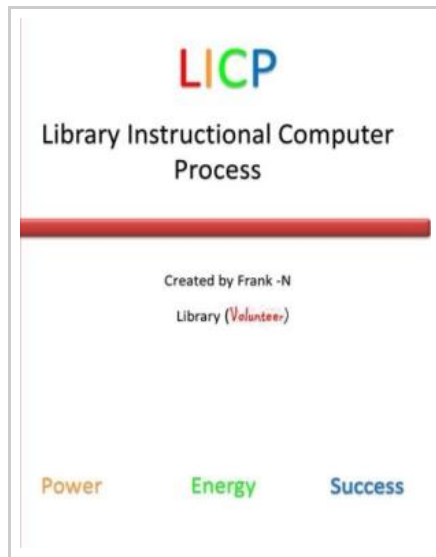 LICP
Library Instructional Computer
Process
Created by Frank -N
Library (Volunteer)
Power Energy Success